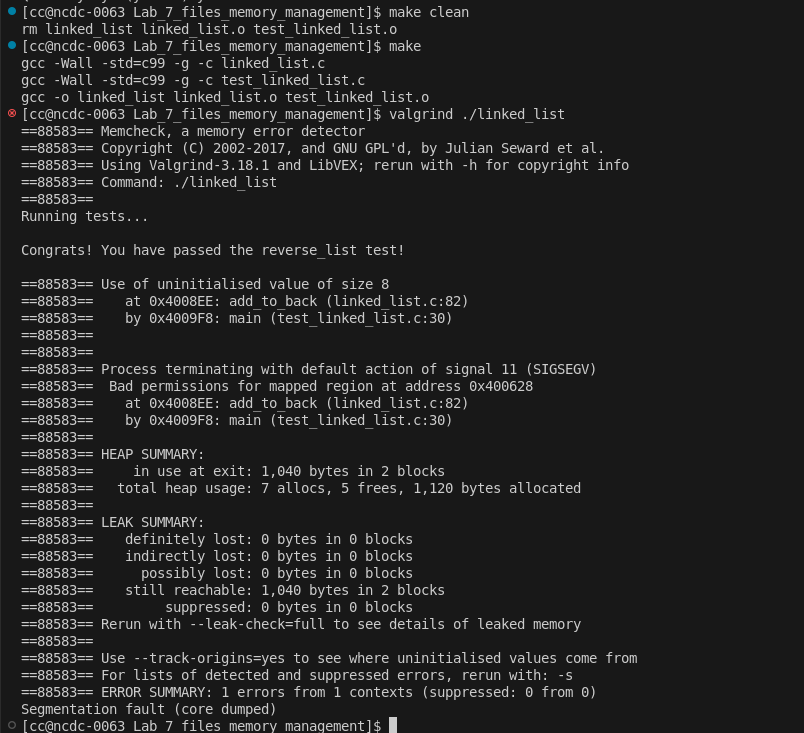 [cc@ncdc-0063 Lab_7_files_memory_management]$ make clean
rm linked_list linked_list.o test_linked_list.o
[cc@ncdc-0063 Lab_7_files_memory_management]$ make
gcc -Wall -std=c99 -g -c linked_list.c
gcc -Wall -std=c99 -g -c test_linked_list.c
gcc -o linked_list linked_list.o test_linked_list.o
[cc@ncdc-0063 Lab_7_files_memory_management]$ valgrind ./linked_list
==88583== Memcheck, a memory error detector
==88583== Copyright (C) 2002-2017, and GNU GPL'd, by Julian Seward et al.
==88583== Using Valgrind-3.18.1 and LibVEX; rerun with -h for copyright info
==88583== Command: ./linked_list
==88583==
Running tests...
Congrats! You have passed the reverse_list test!
==88583== Use of uninitialised value of size 8
==88583==    at 0x4008EE: add_to_back (linked_list.c:82)
==88583==    by 0x4009F8: main (test_linked_list.c:30)
==88583==
==88583==
==88583== Process terminating with default action of signal 11 (SIGSEGV)
==88583==  Bad permissions for mapped region at address 0x400628
==88583==    at 0x4008EE: add_to_back (linked_list.c:82)
==88583==    by 0x4009F8: main (test_linked_list.c:30)
==88583==
==88583== HEAP SUMMARY:
==88583==     in use at exit: 1,040 bytes in 2 blocks
==88583==   total heap usage: 7 allocs, 5 frees, 1,120 bytes allocated
==88583==
==88583== LEAK SUMMARY:
==88583==    definitely lost: 0 bytes in 0 blocks
==88583==    indirectly lost: 0 bytes in 0 blocks
==88583==      possibly lost: 0 bytes in 0 blocks
==88583==    still reachable: 1,040 bytes in 2 blocks
==88583==         suppressed: 0 bytes in 0 blocks
==88583== Rerun with --leak-check=full to see details of leaked memory
==88583==
==88583== Use --track-origins=yes to see where uninitialised values come from
==88583== For lists of detected and suppressed errors, rerun with: -s
==88583== ERROR SUMMARY: 1 errors from 1 contexts (suppressed: 0 from 0)
Segmentation fault (core dumped)
[cc@ncdc-0063 Lab_7_files_memory_management]$